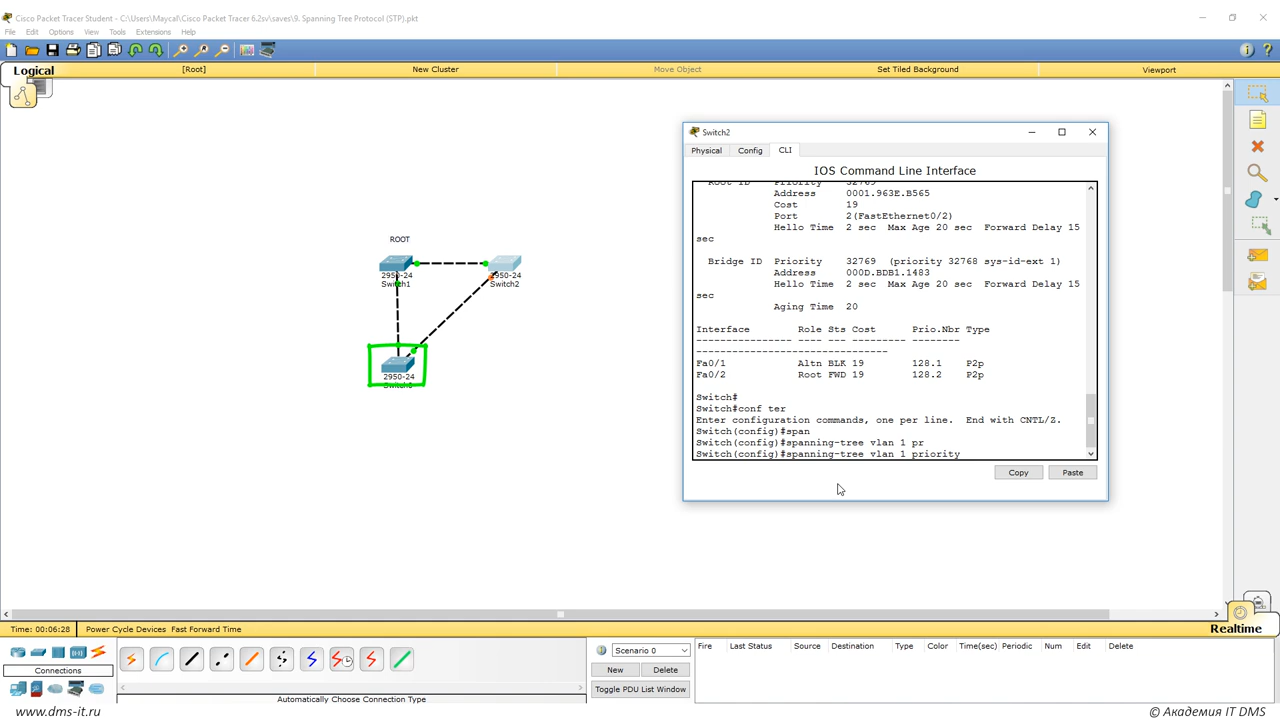 Cisco Packet Tracer Student - C:\Users\Maycal\Cisco Packet Tracer 6.2sv\saves\9. Spanning Tree Protocol (STP).pkt
File Edit Options View Tools Extensions Help
Logical
[Root]
New Cluster
Move Object
Set Tiled Background
Viewport
ROOT
2950-24
Switch1
2950-24
Switch2
2950-24
Switch2
Physical Config CLI
IOS Command Line Interface
Root ID Priority 32769
Address 0001.963E.B565
Cost 19
Port 2(FastEthernet0/2)
Hello Time 2 sec Max Age 20 sec Forward Delay 15
sec
Bridge ID Priority 32769 (priority 32768 sys-id-ext 1)
Address 000D.BDB1.1483
Hello Time 2 sec Max Age 20 sec Forward Delay 15
sec
Aging Time 20
Interface Role Sts Cost Prio.Nbr Type
---------------- ---- --- --------- -------- --------------------------------
Fa0/1 Altn BLK 19 128.1 P2p
Fa0/2 Root FWD 19 128.2 P2p
Switch#
Switch#conf ter
Enter configuration commands, one per line. End with CNTL/Z.
Switch(config)#span
Switch(config)#spanning-tree vlan 1 pr
Switch(config)#spanning-tree vlan 1 priority
Copy
Paste
Time: 00:06:28 Power Cycle Devices Fast Forward Time
Realtime
Connections
Automatically Choose Connection Type
Scenario 0
New
Delete
Toggle PDU List Window
Fire Last Status Source Destination Type Color Time(sec) Periodic Num Edit Delete
www.dms-it.ru
© Академия IT DMS